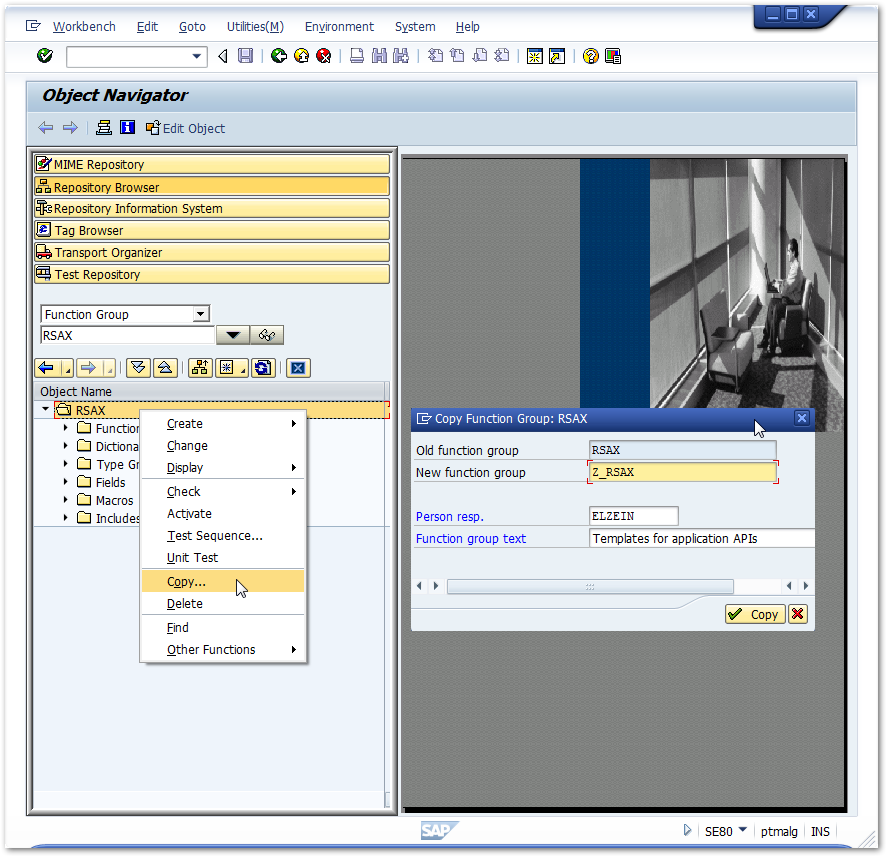 Workbench Edit Goto Utilities(M) Environment System Help
Object Navigator
Edit Object
MIME Repository
Repository Browser
Repository Information System
Tag Browser
Transport Organizer
Test Repository
Function Group
RSAX
Object Name
RSAX
Function
Dictiona
Type Gr
Fields
Macros
Includes
Create
Change
Display
Check
Activate
Test Sequence...
Unit Test
Copy...
Delete
Find
Other Functions
Copy Function Group: RSAX
Old function group RSAX
New function group Z_RSAX
Person resp. ELZEIN
Function group text Templates for application APIs
Copy
SAP
SE80 ptmalg INS